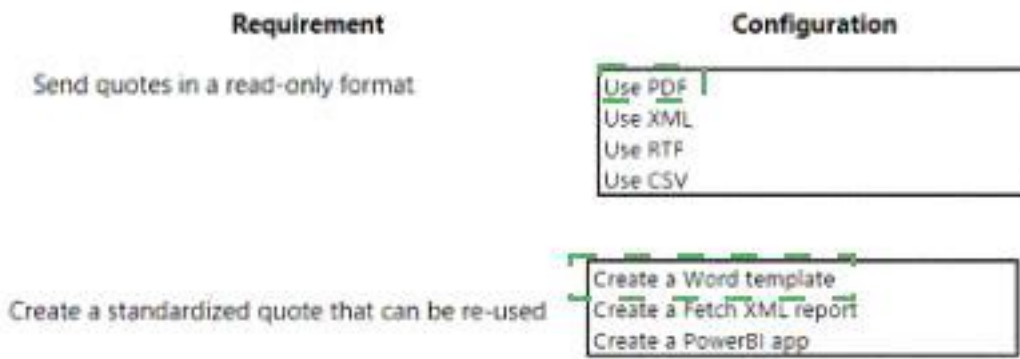 Requirement Configuration
Send quotes in a read-only format
Use PDF
Use XML
Use RTF
Use CSV
Create a standardized quote that can be re-used
Create a Word template
Create a Fetch XML report
Create a PowerBI app